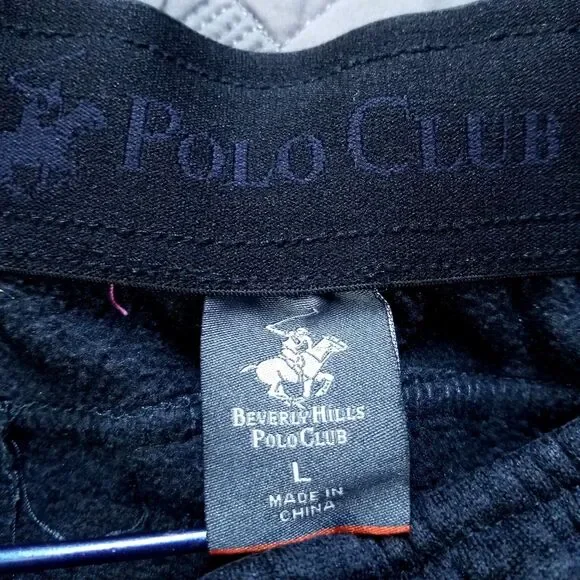 POLO CLUB
BEVERLY HILLS
POLO CLUB
L
MADE IN
CHINA